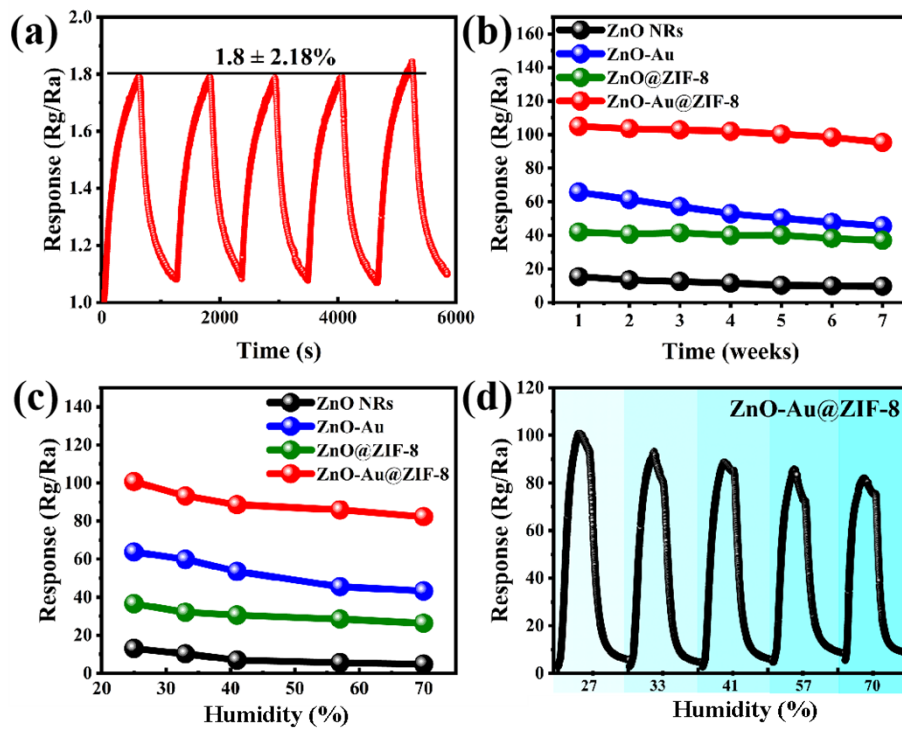 (a)
1.8 ± 2.18%
2.0
1.8
1.6
1.4
1.2
1.0
Response (Rg/Ra)
0
2000
4000
6000
Time (s)
(b)
ZnO NRs
ZnO-Au
ZnO@ZIF-8
ZnO-Au@ZIF-8
160
140
120
100
80
60
40
20
0
Response (Rg/Ra)
1 2 3 4 5 6 7
Time (weeks)
(c)
ZnO NRs
ZnO-Au
ZnO@ZIF-8
ZnO-Au@ZIF-8
140
120
100
80
60
40
20
0
Response (Rg/Ra)
20 30 40 50 60 70
Humidity (%)
(d)
ZnO-Au@ZIF-8
120
100
80
60
40
20
0
Response (Rg/Ra)
27 33 41 57 70
Humidity (%)